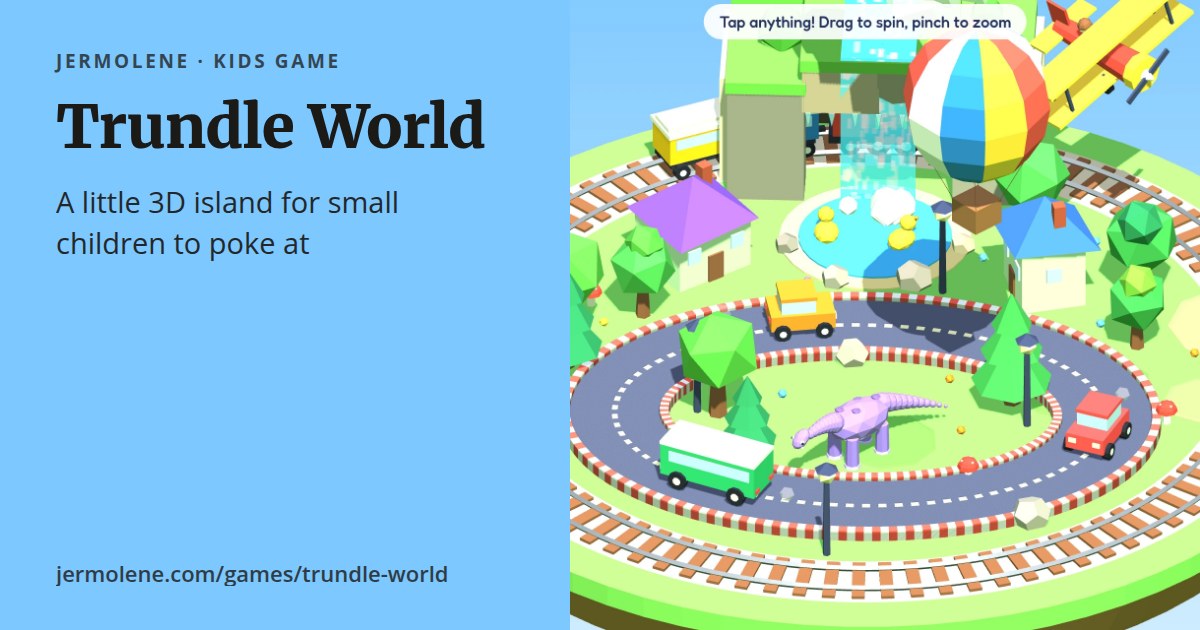 JERMOLENE · KIDS GAME
Trundle World
A little 3D island for small
children to poke at
jermolene.com/games/trundle-world
Tap anything! Drag to spin, pinch to zoom